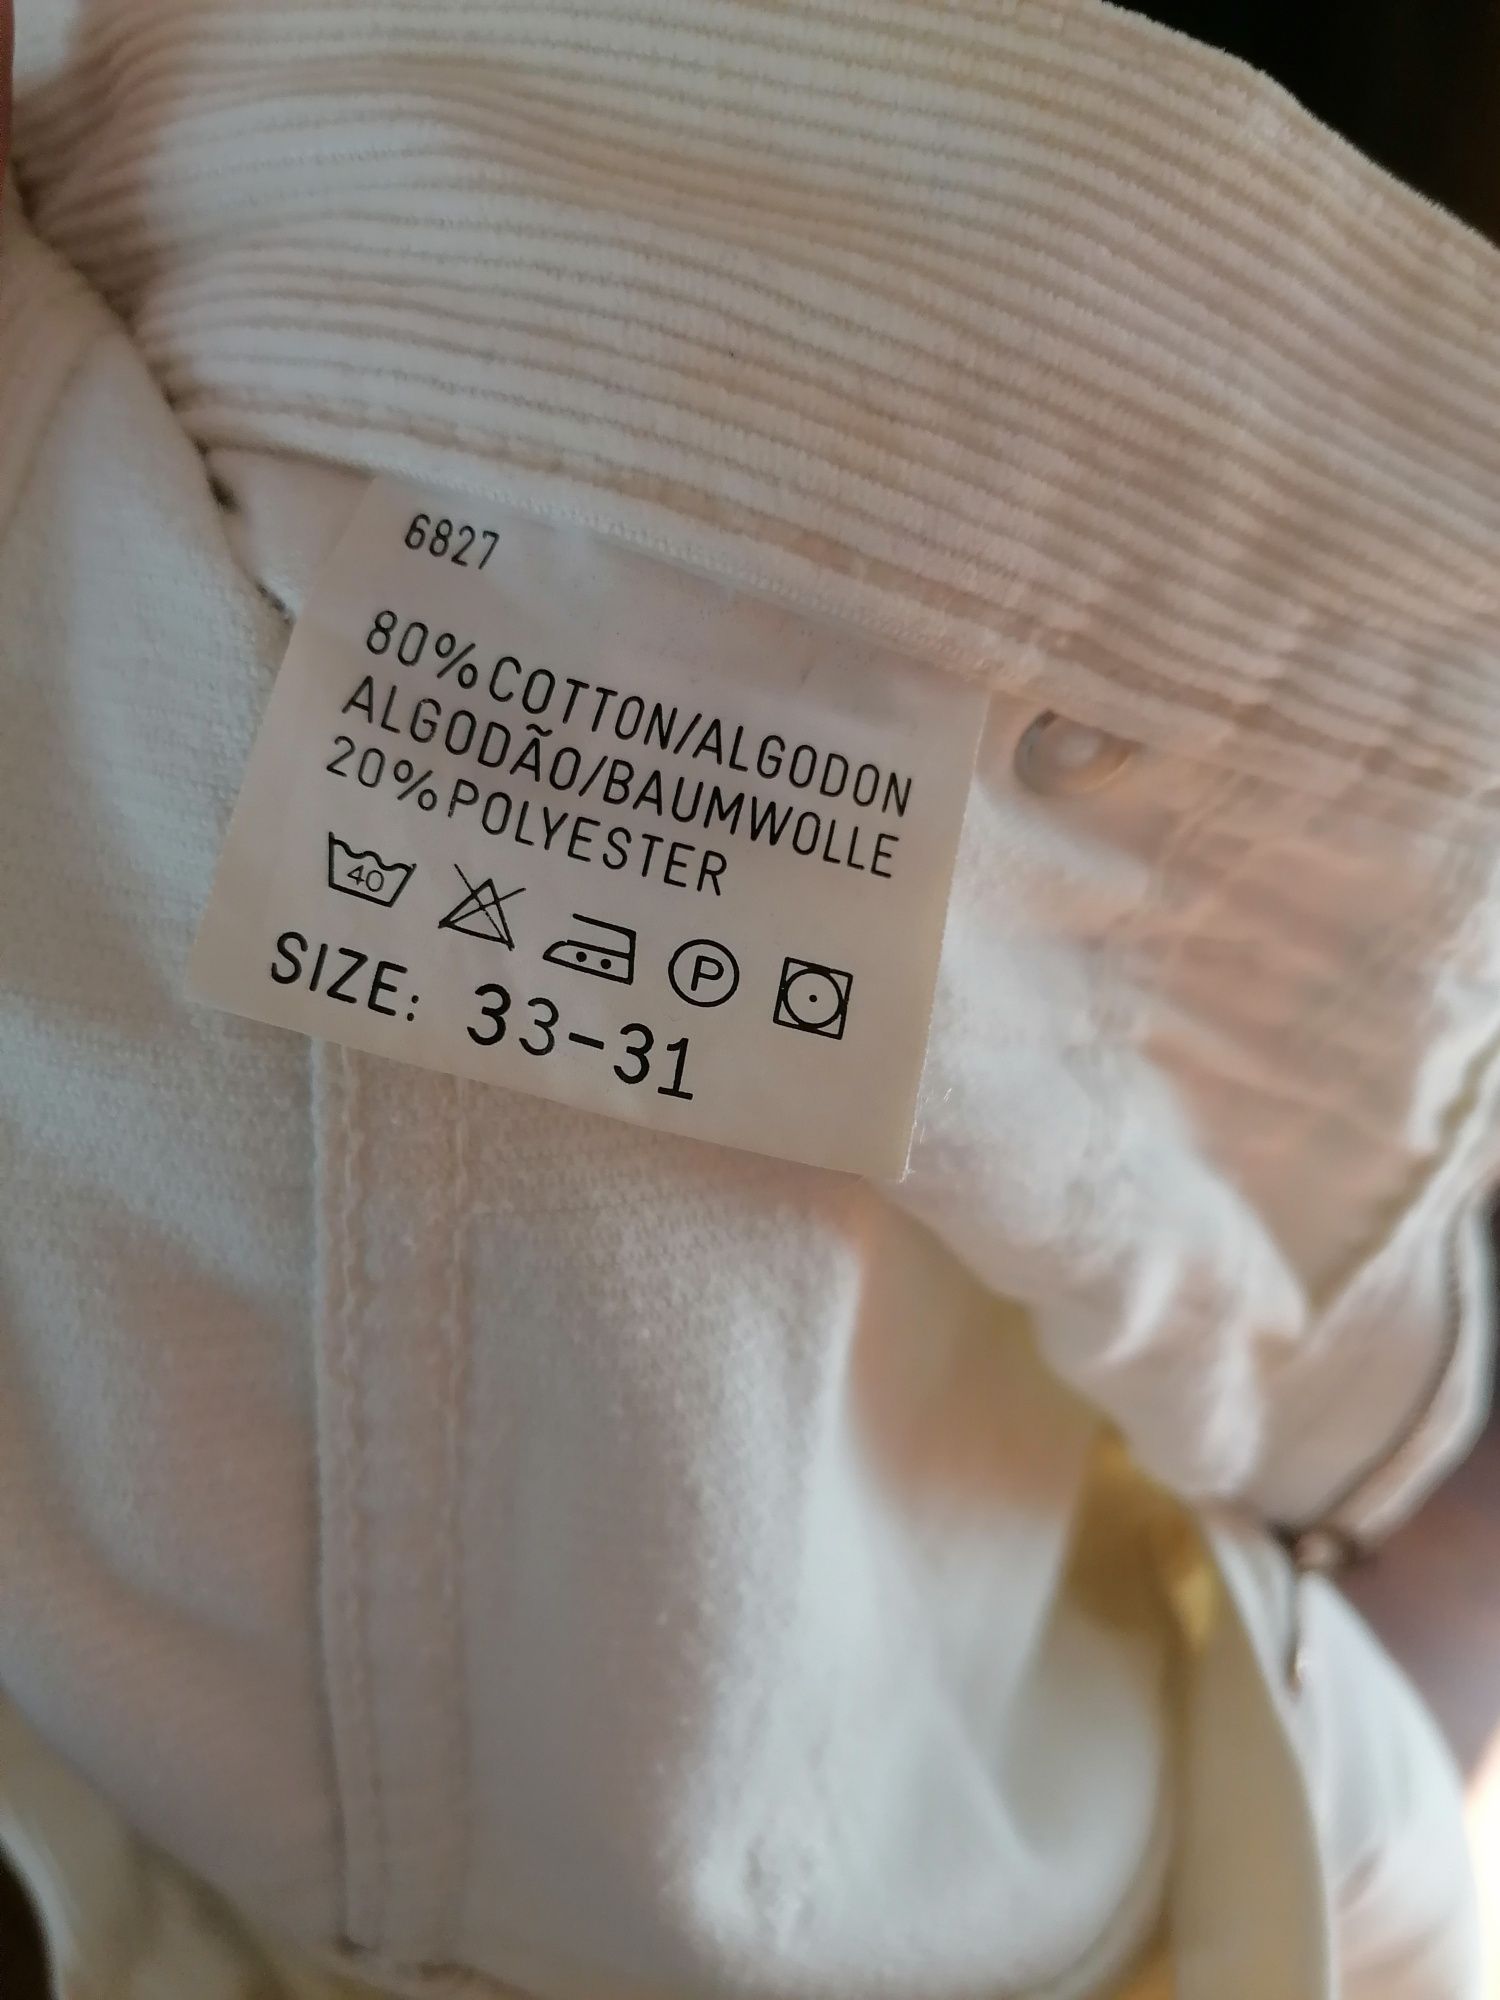 6827
80% COTTON/ALGODON
ALGODÃO/BAUMWOLLE
20% POLYESTER
40 P
SIZE: 33-31